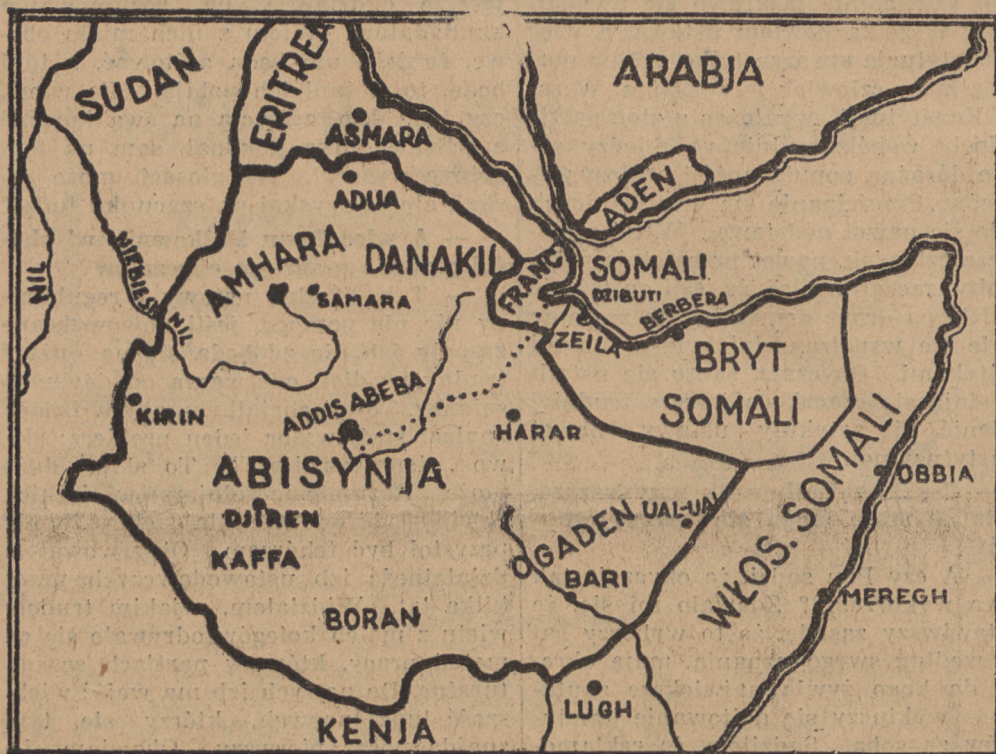 SUDAN
ERITREA
ARABJA
ASMARA
ADUA
ADEN
NIL
NIEBIESKI
NIL
AMHARA
DANAKIL
FRANC.
SOMALI
SAMARA
DZIBUTI
BERBERA
ZEILA
BRYT
SOMALI
KIRIN
ADDIS ABEBA
HARAR
ABISYNJA
OBBIA
DJIREN
OGADEN
UAL-UAL
WŁOS. SOMALI
KAFFA
BARI
MEREGH
BORAN
LUGH
KENJA